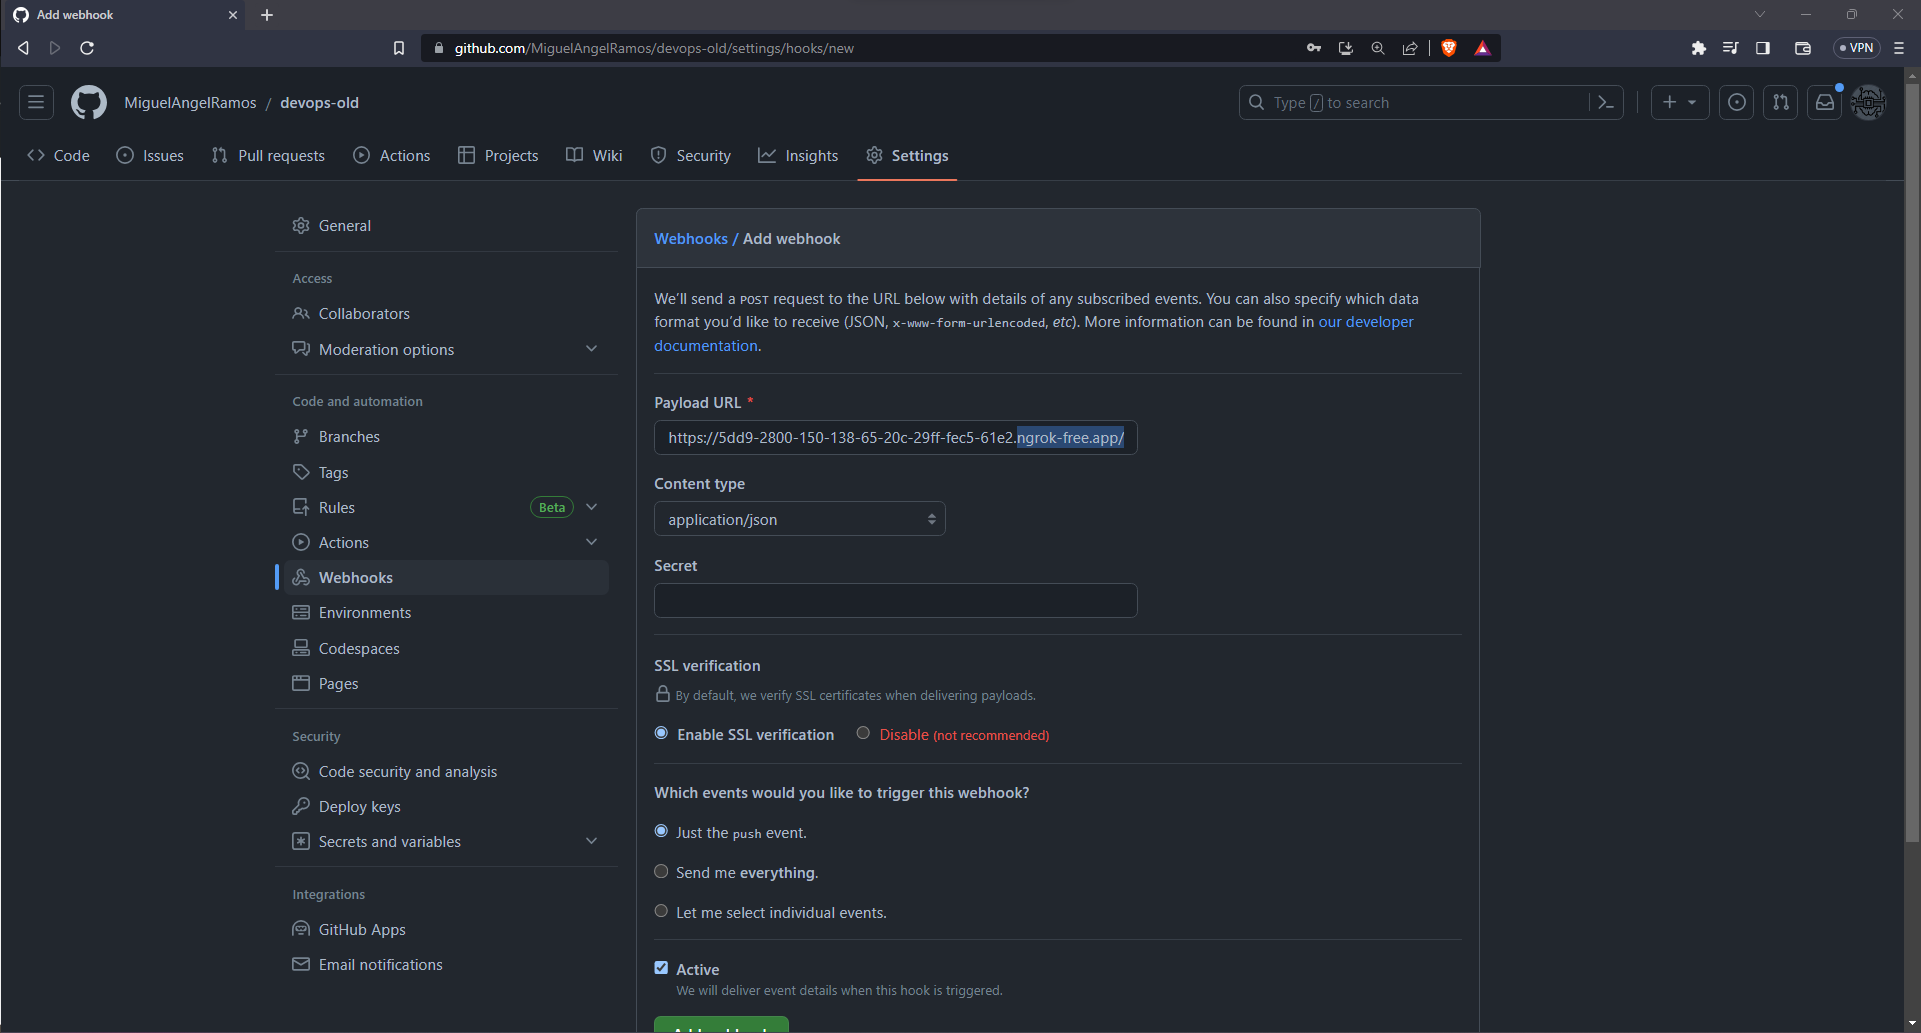 Add webhook
github.com/MiguelAngelRamos/devops-old/settings/hooks/new
VPN
MiguelAngelRamos / devops-old
Type / to search
Code
Issues
Pull requests
Actions
Projects
Wiki
Security
Insights
Settings
General
Access
Collaborators
Moderation options
Code and automation
Branches
Tags
Rules Beta
Actions
Webhooks
Environments
Codespaces
Pages
Security
Code security and analysis
Deploy keys
Secrets and variables
Integrations
GitHub Apps
Email notifications
Webhooks / Add webhook
We'll send a POST request to the URL below with details of any subscribed events. You can also specify which data
format you'd like to receive (JSON, x-www-form-urlencoded, etc). More information can be found in our developer
documentation.
Payload URL *
https://5dd9-2800-150-138-65-20c-29ff-fec5-61e2.ngrok-free.app/
Content type
application/json
Secret
SSL verification
By default, we verify SSL certificates when delivering payloads.
Enable SSL verification
Disable (not recommended)
Which events would you like to trigger this webhook?
Just the push event.
Send me everything.
Let me select individual events.
Active
We will deliver event details when this hook is triggered.